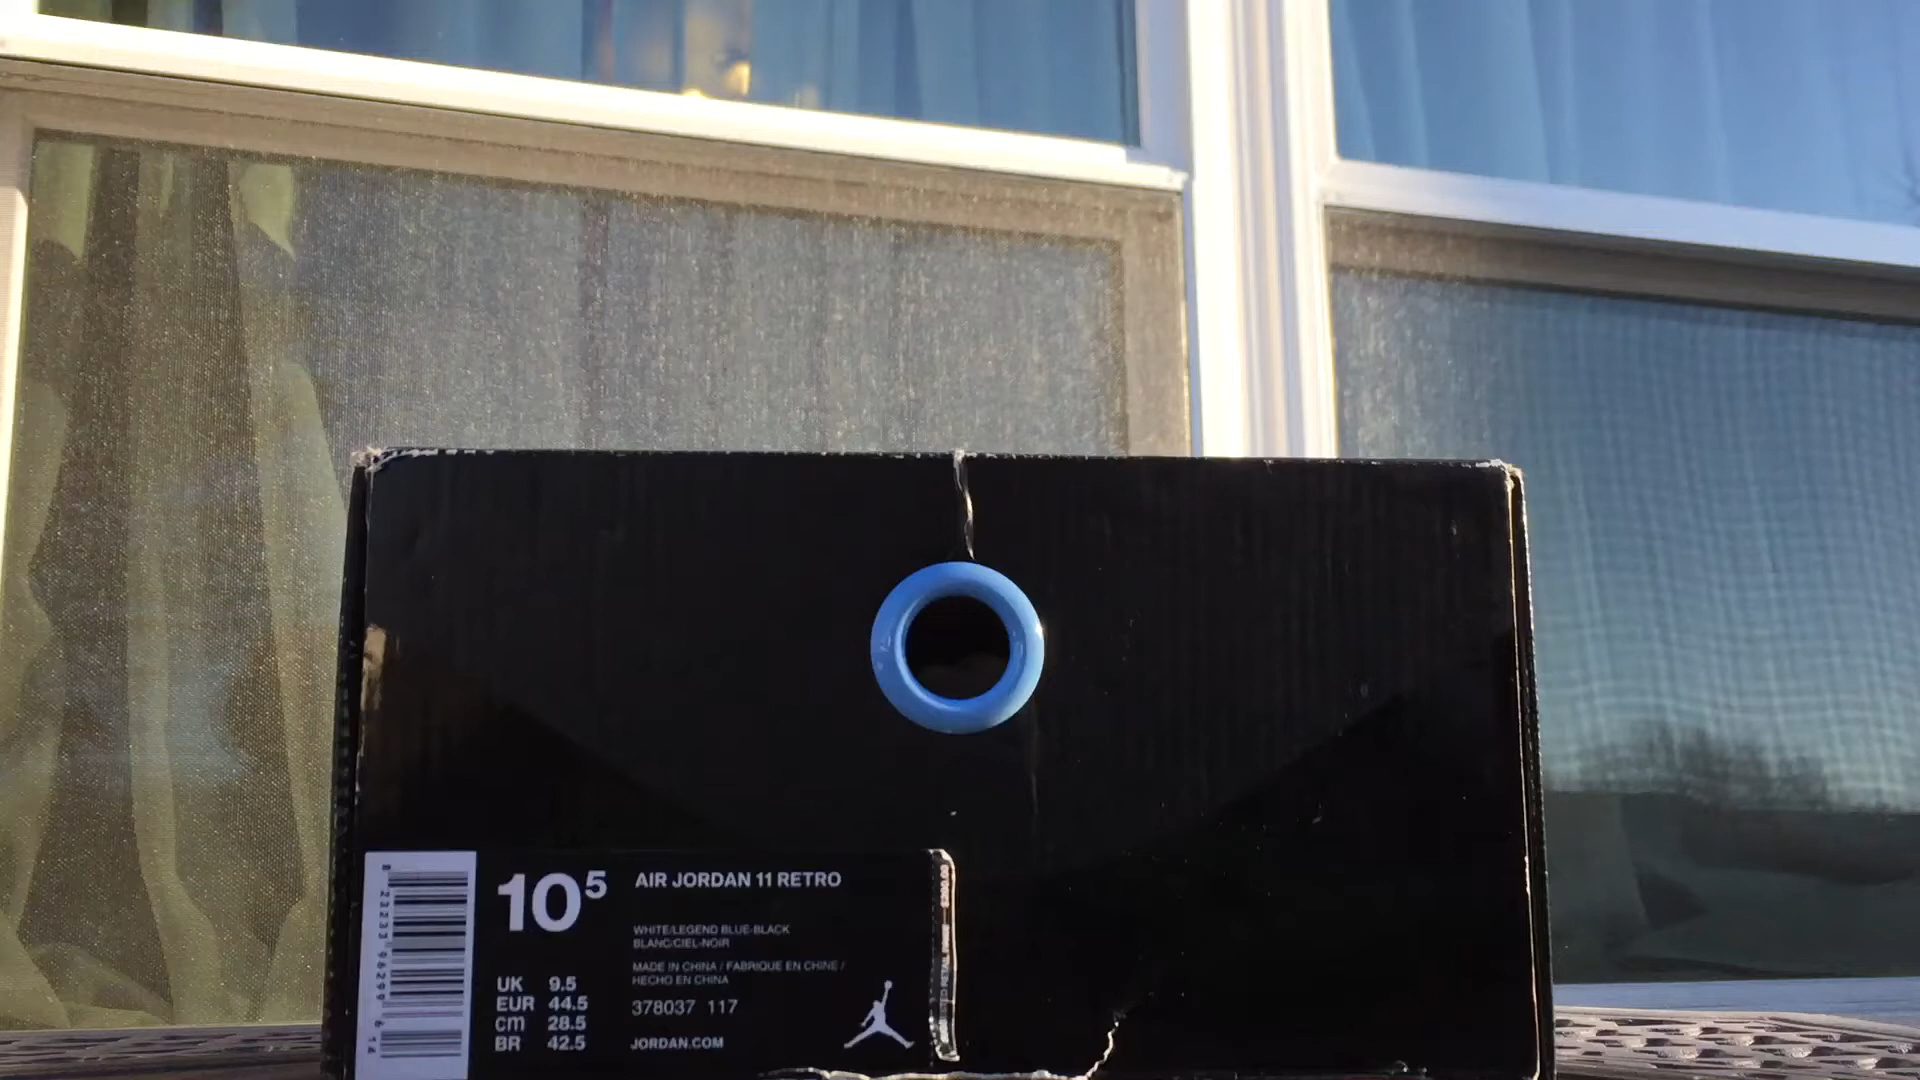 10⁵
AIR JORDAN 11 RETRO
WHITE/LEGEND BLUE-BLACK
BLANC/CIEL-NOIR
MADE IN CHINA / FABRIQUE EN CHINE /
HECHO EN CHINA
378037 117
JORDAN.COM
UK 9.5
EUR 44.5
cm 28.5
BR 42.5
RETAIL